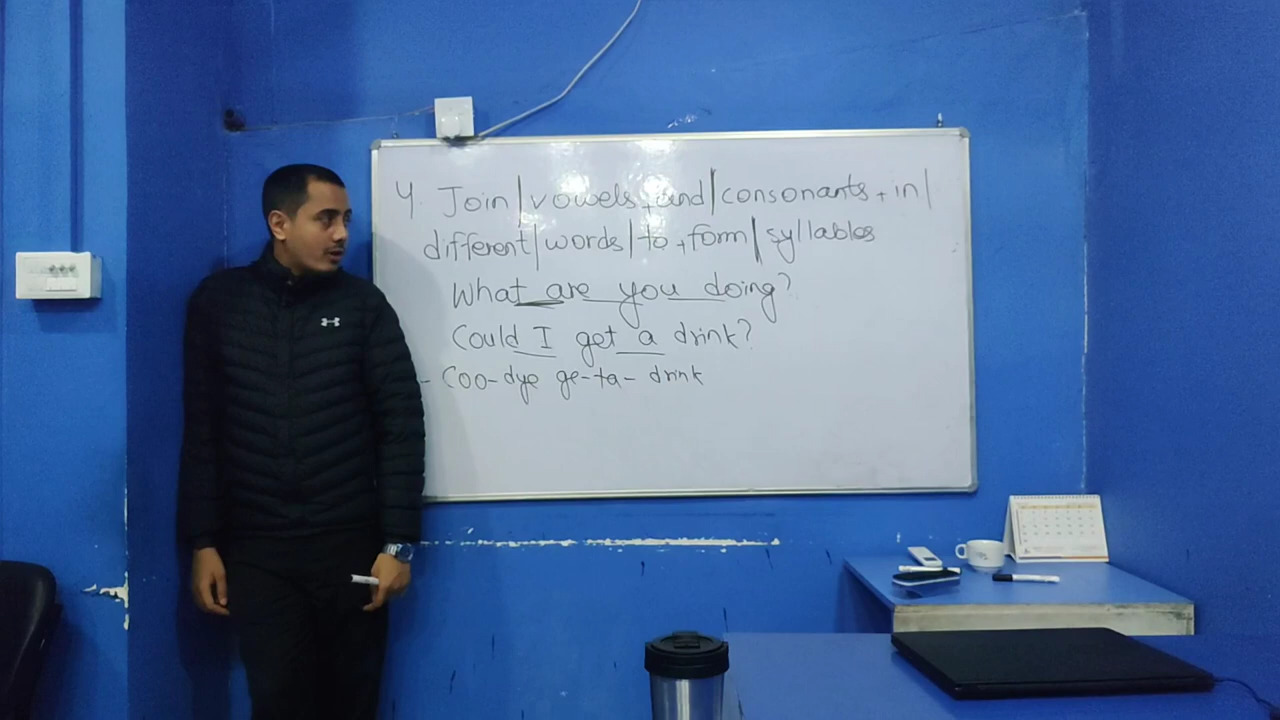 4. Join | vowels + and | consonants + in |
different | words | to + form | syllables
What are you doing?
Could I get a drink?
- Coo-dye ge-ta- drink